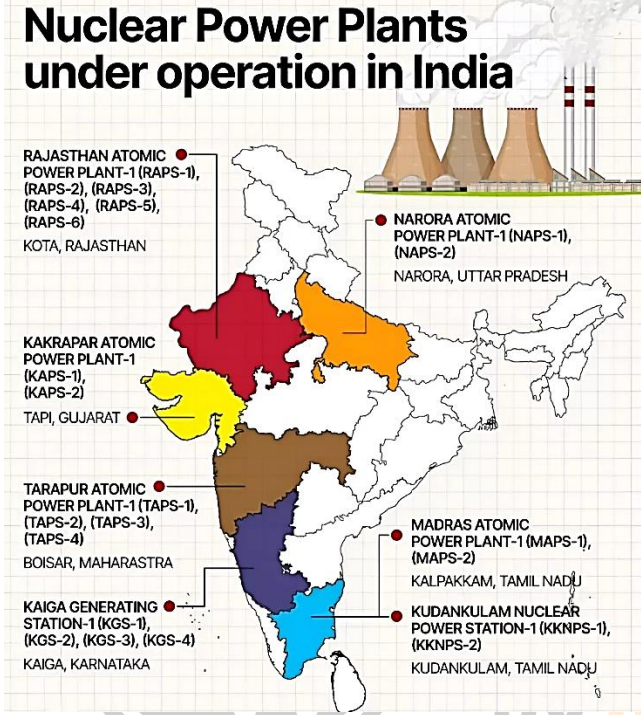 Nuclear Power Plants
under operation in India
RAJASTHAN ATOMIC
POWER PLANT-1 (RAPS-1),
(RAPS-2), (RAPS-3),
(RAPS-4), (RAPS-5),
(RAPS-6)
KOTA, RAJASTHAN
NARORA ATOMIC
POWER PLANT-1 (NAPS-1),
(NAPS-2)
NARORA, UTTAR PRADESH
KAKRAPAR ATOMIC
POWER PLANT-1
(KAPS-1),
(KAPS-2)
TAPI, GUJARAT
TARAPUR ATOMIC
POWER PLANT-1 (TAPS-1),
(TAPS-2), (TAPS-3),
(TAPS-4)
BOISAR, MAHARASTRA
MADRAS ATOMIC
POWER PLANT-1 (MAPS-1),
(MAPS-2)
KALPAKKAM, TAMIL NADU
KAIGA GENERATING
STATION-1 (KGS-1),
(KGS-2), (KGS-3), (KGS-4)
KAIGA, KARNATAKA
KUDANKULAM NUCLEAR
POWER STATION-1 (KKNPS-1),
(KKNPS-2)
KUDANKULAM, TAMIL NADU